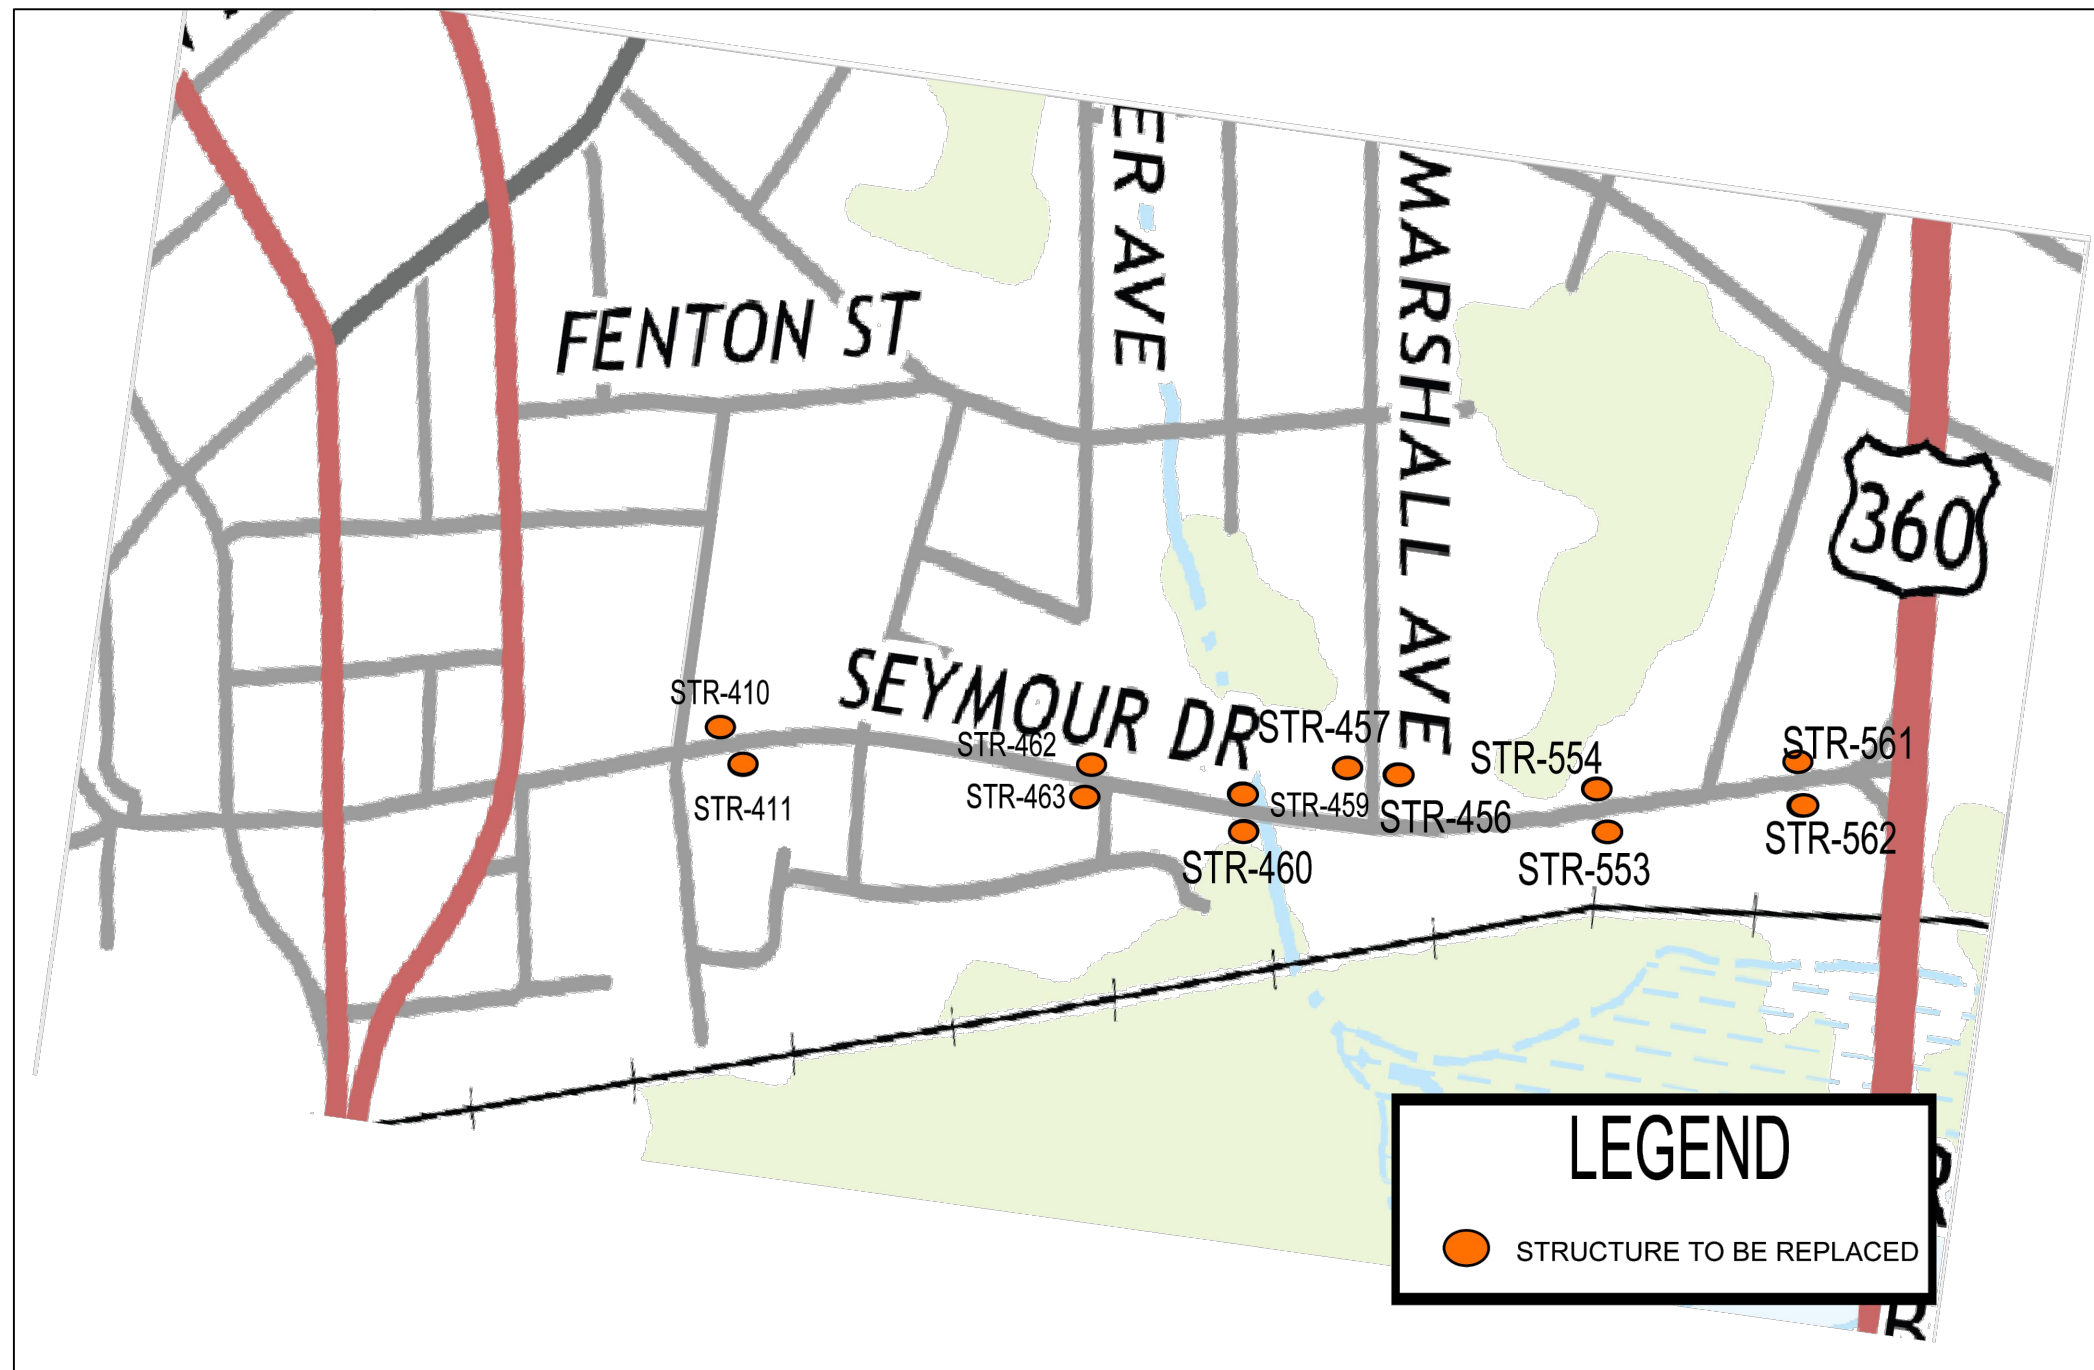 ER AVE
MARSHALL AVE
FENTON ST
360
SEYMOUR DR
STR-410
STR-411
STR-462
STR-463
STR-457
STR-459
STR-456
STR-460
STR-554
STR-553
STR-561
STR-562
LEGEND
STRUCTURE TO BE REPLACED